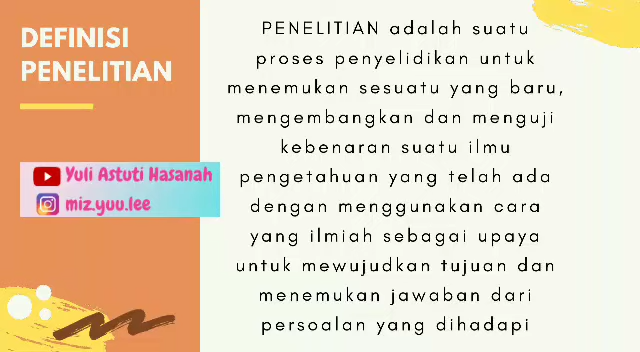 DEFINISI
PENELITIAN
Yuli Astuti Hasanah
miz.yuu.lee
PENELITIAN adalah suatu
proses penyelidikan untuk
menemukan sesuatu yang baru,
mengembangkan dan menguji
kebenaran suatu ilmu
pengetahuan yang telah ada
dengan menggunakan cara
yang ilmiah sebagai upaya
untuk mewujudkan tujuan dan
menemukan jawaban dari
persoalan yang dihadapi